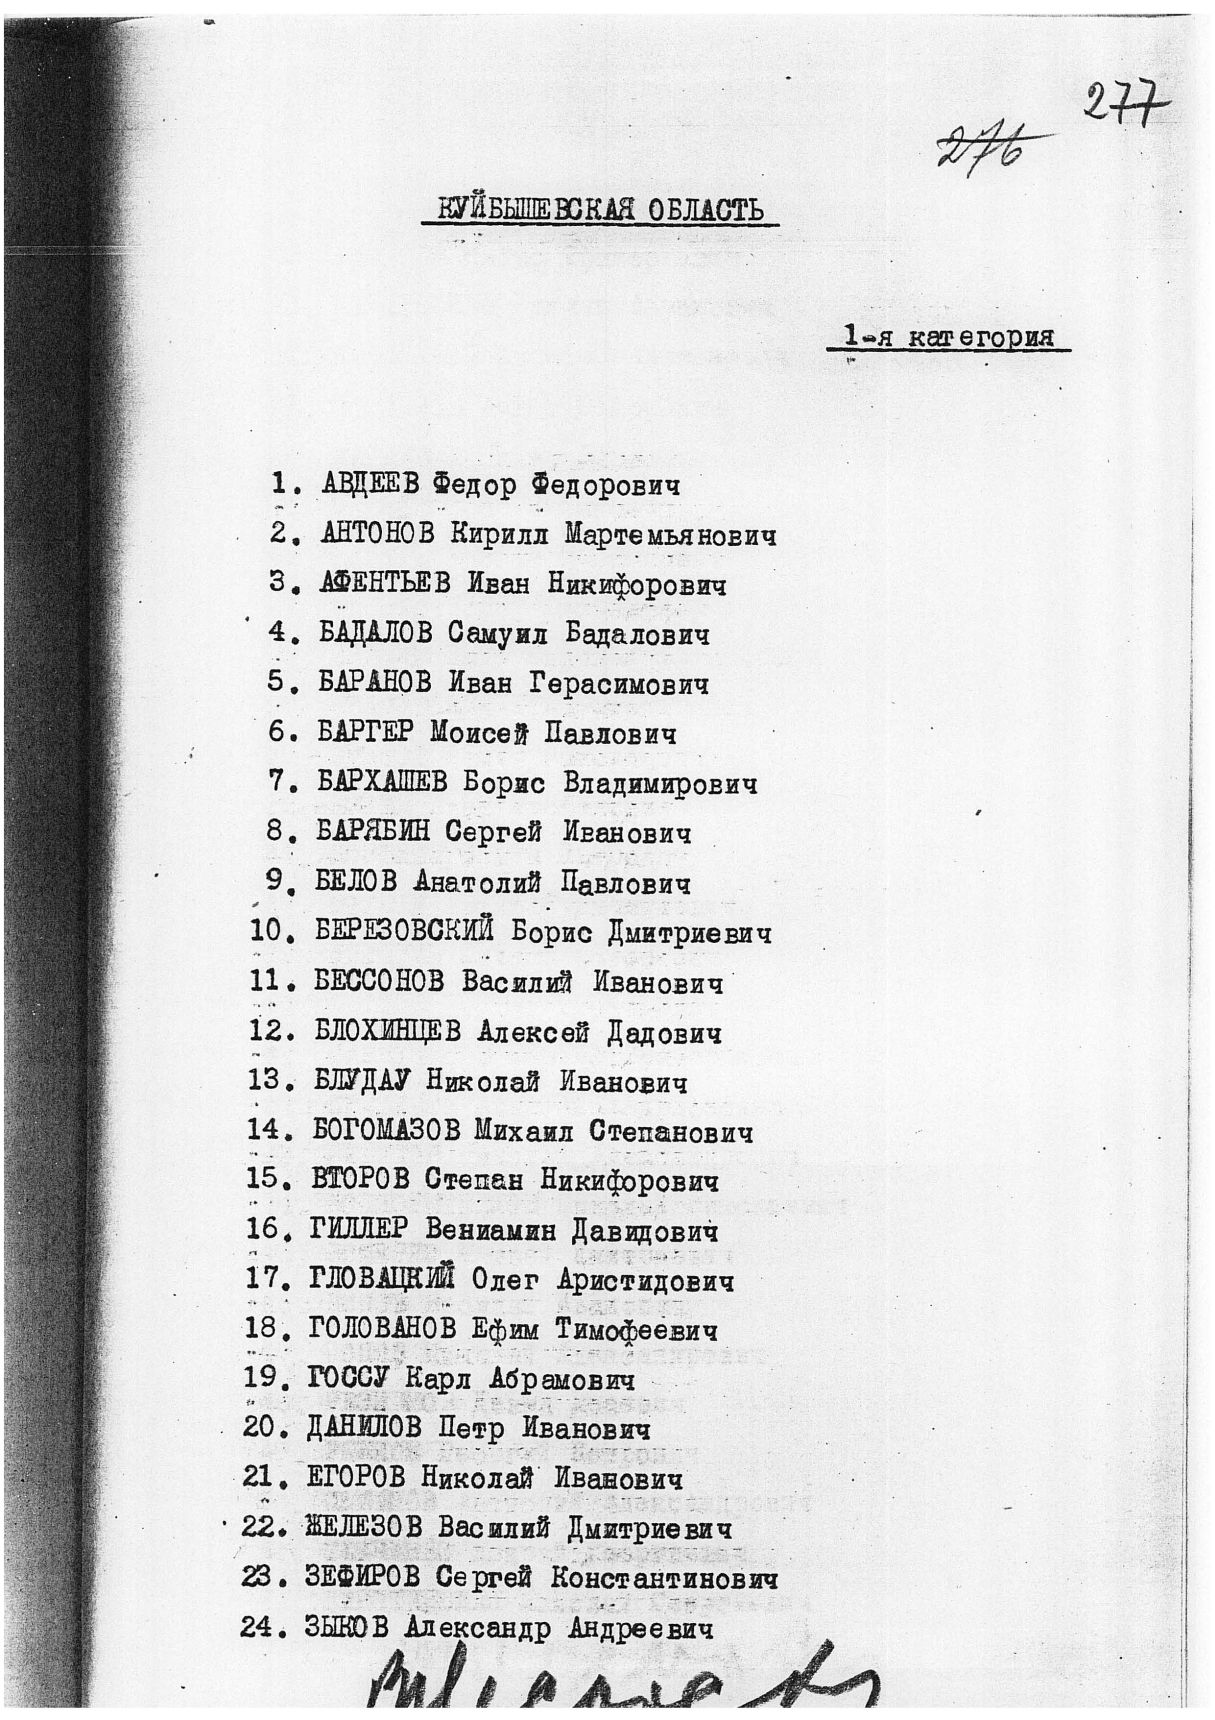 277
276
КУЙБЫШЕВСКАЯ ОБЛАСТЬ
1-я категория
1. АВДЕЕВ Федор Федорович
2. АНТОНОВ Кирилл Мартемьянович
3. АФЕНТЬЕВ Иван Никифорович
4. БАДАЛОВ Самуил Бадалович
5. БАРАНОВ Иван Герасимович
6. БАРГЕР Моисей Павлович
7. БАРХАШЕВ Борис Владимирович
8. БАРЯБИН Сергей Иванович
9. БЕЛОВ Анатолий Павлович
10. БЕРЕЗОВСКИЙ Борис Дмитриевич
11. БЕССОНОВ Василий Иванович
12. БЛОХИНЦЕВ Алексей Дадович
13. БЛУДАУ Николай Иванович
14. БОГОМАЗОВ Михаил Степанович
15. ВТОРОВ Степан Никифорович
16. ГИЛЛЕР Вениамин Давидович
17. ГЛОВАЦКИЙ Олег Аристидович
18. ГОЛОВАНОВ Ефим Тимофеевич
19. ГОССУ Карл Абрамович
20. ДАНИЛОВ Петр Иванович
21. ЕГОРОВ Николай Иванович
22. ЖЕЛЕЗОВ Василий Дмитриевич
23. ЗЕФИРОВ Сергей Константинович
24. ЗЫКОВ Александр Андреевич